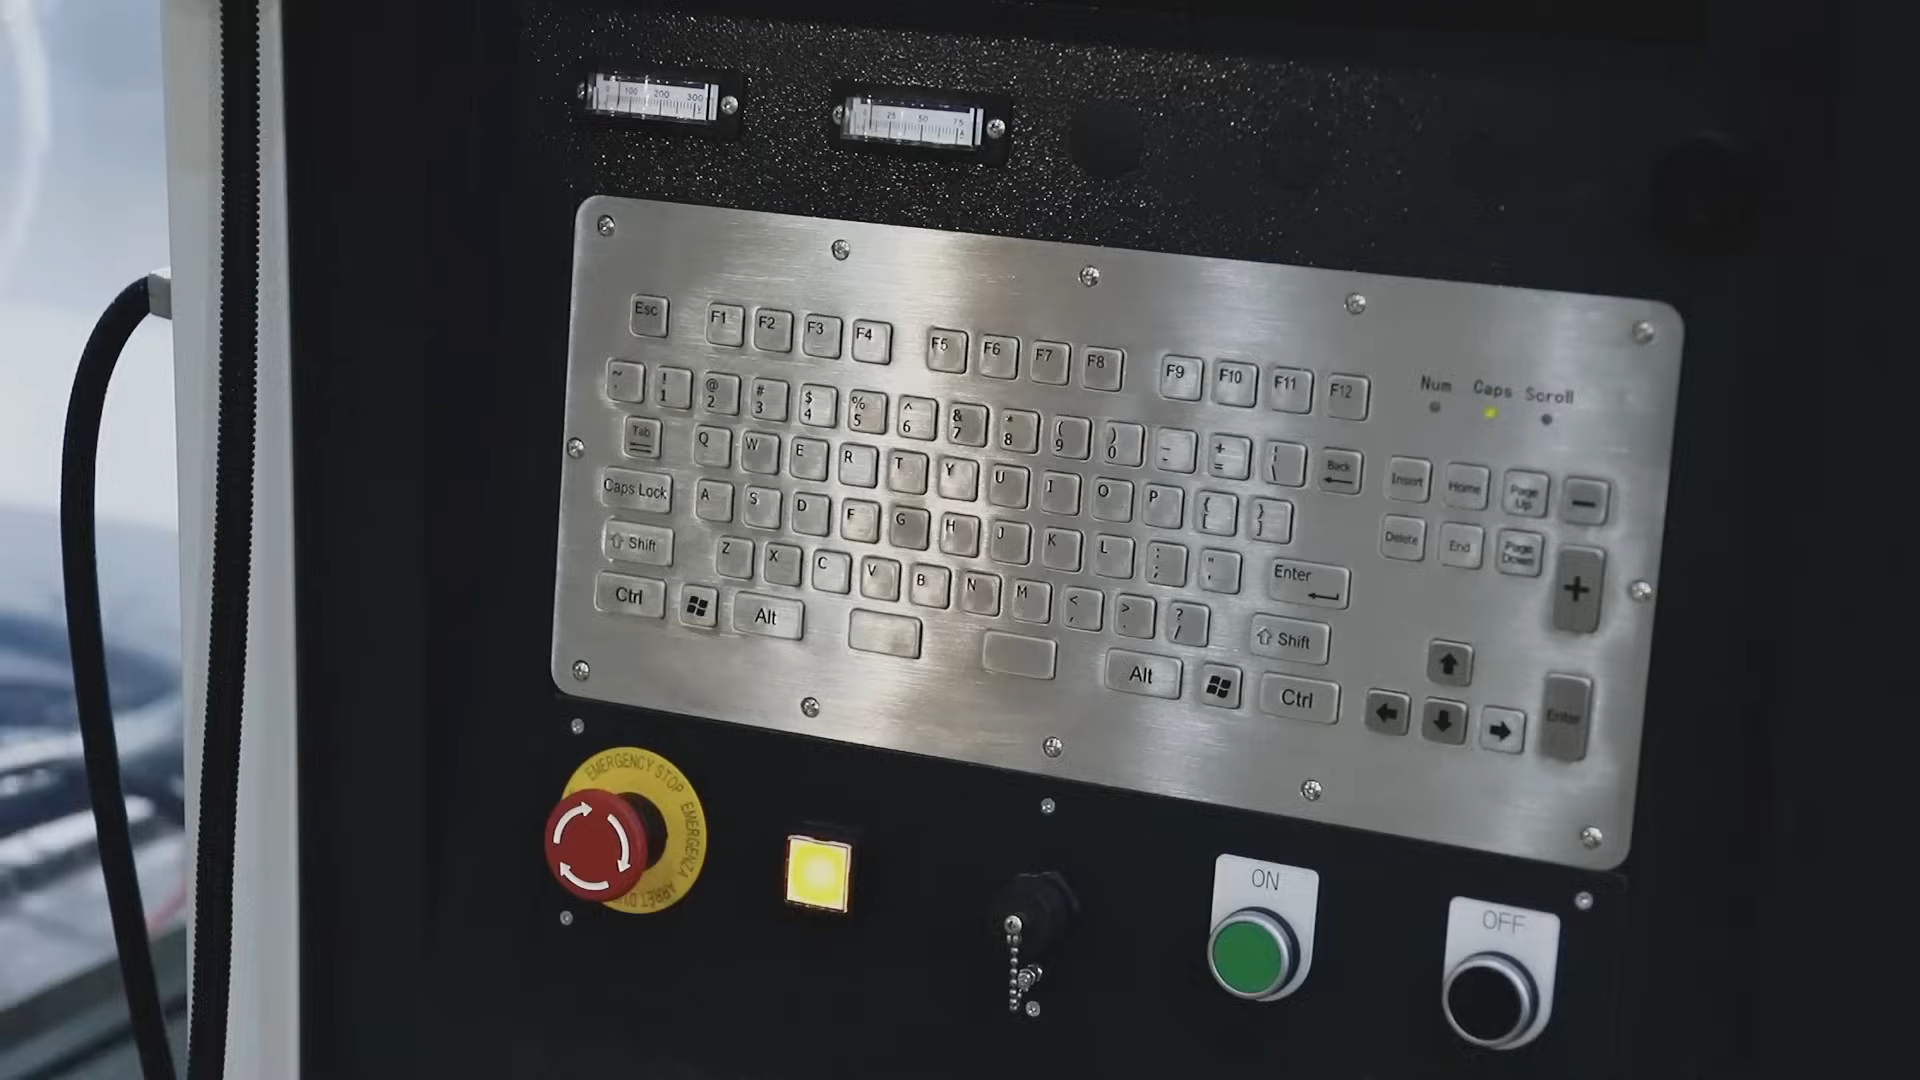 0 100 200 300
V
0 25 50 75
A
Esc F1 F2 F3 F4 F5 F6 F7 F8 F9 F10 F11 F12
Num Caps Scroll
~ ! @ # $ % ^ & * ( ) _ + |
` 1 2 3 4 5 6 7 8 9 0 - = \ Back
Tab Q W E R T Y U I O P { }
[ ]
Insert Home Page Up -
Caps Lock A S D F G H J K L : "
; ' Enter
Delete End Page Down +
Shift Z X C V B N M < > ?
, . / Shift
Ctrl Alt Alt Ctrl
Enter
EMERGENCY STOP EMERGENZA ARRET D'U
ON
OFF